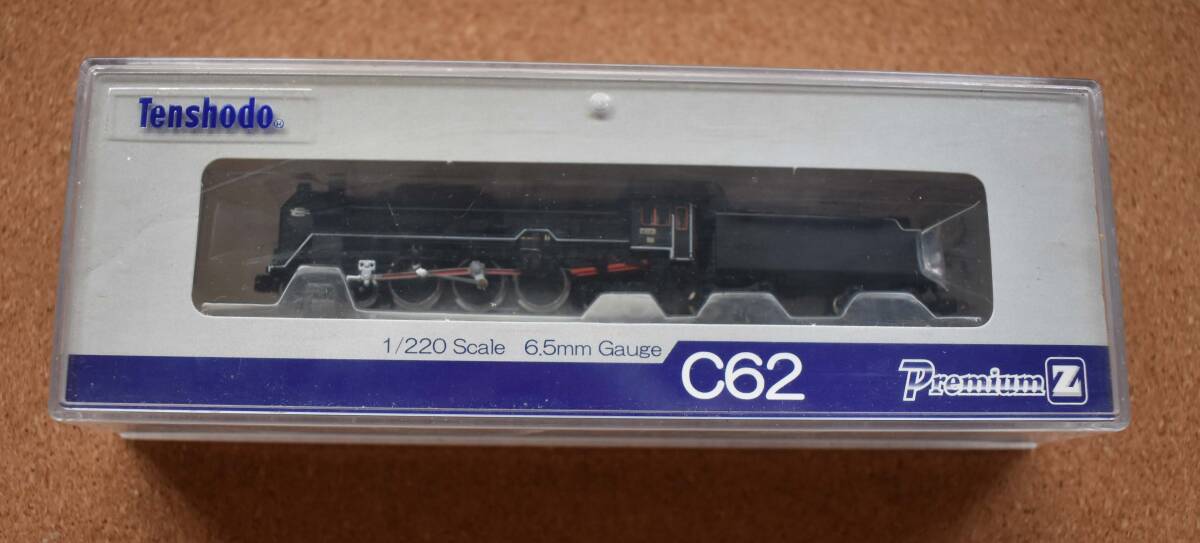 Tenshodo®
1/220 Scale 6.5mm Gauge
C62
Premium Z